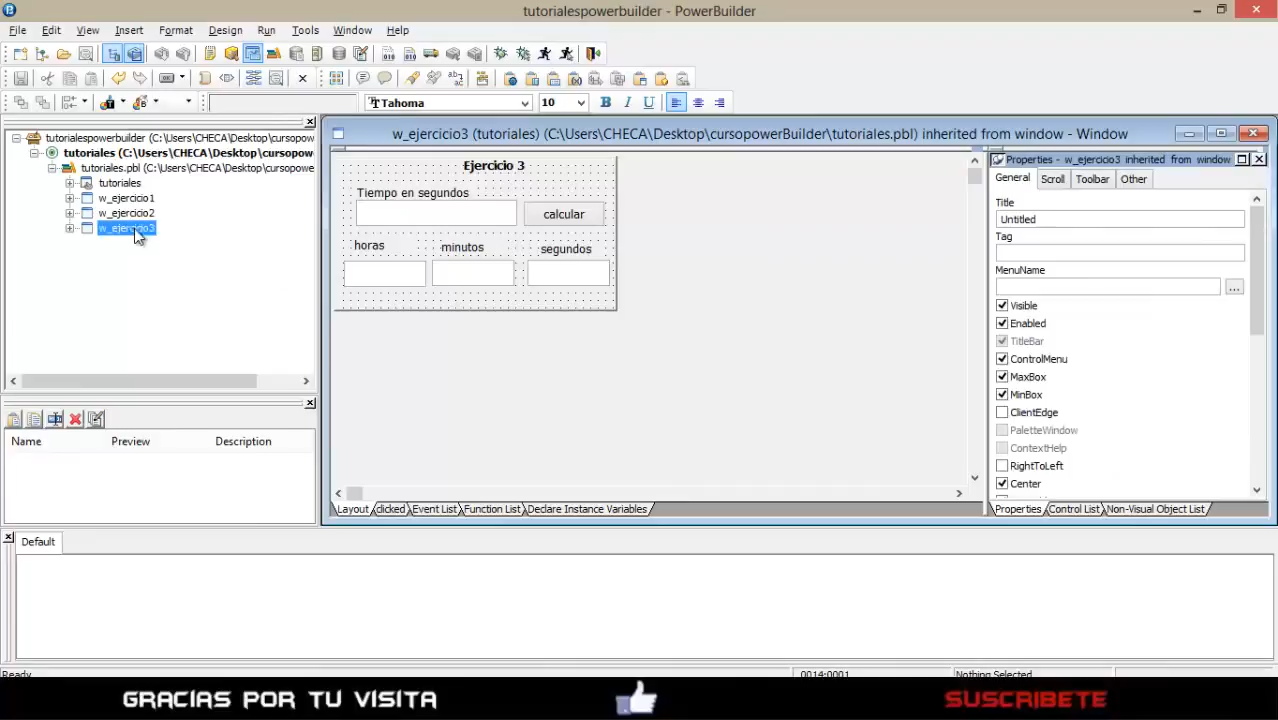 tutorialespowerbuilder - PowerBuilder
File Edit View Insert Format Design Run Tools Window Help
Tahoma 10 B I U
tutorialespowerbuilder (C:\Users\CHECA\Desktop\cursopow
tutoriales (C:\Users\CHECA\Desktop\cursopow
tutoriales.pbl (C:\Users\CHECA\Desktop\cursopowe
tutoriales
w_ejercicio1
w_ejercicio2
w_ejercicio3
Name Preview Description
w_ejercicio3 (tutoriales) (C:\Users\CHECA\Desktop\cursopowerBuilder\tutoriales.pbl) inherited from window - Window
Ejercicio 3
Tiempo en segundos
calcular
horas minutos segundos
Layout clicked Event List Function List Declare Instance Variables
Properties - w_ejercicio3 inherited from window
General Scroll Toolbar Other
Title
Untitled
Tag
MenuName
...
Visible
Enabled
TitleBar
ControlMenu
MaxBox
MinBox
ClientEdge
PaletteWindow
ContextHelp
RightToLeft
Center
Properties Control List Non-Visual Object List
Default
Ready 0014:0001 Nothing Selected
GRACIAS POR TU VISITA SUSCRIBETE